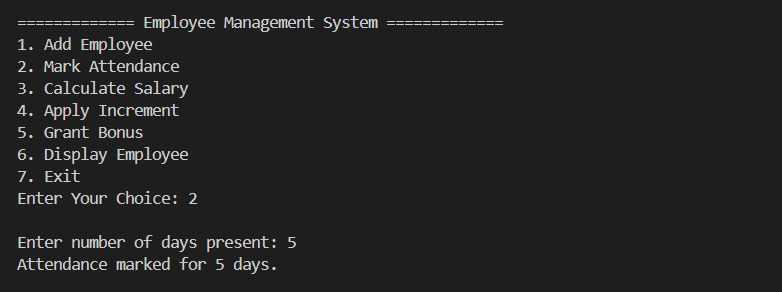 ============= Employee Management System =============
1. Add Employee
2. Mark Attendance
3. Calculate Salary
4. Apply Increment
5. Grant Bonus
6. Display Employee
7. Exit
Enter Your Choice: 2
Enter number of days present: 5
Attendance marked for 5 days.